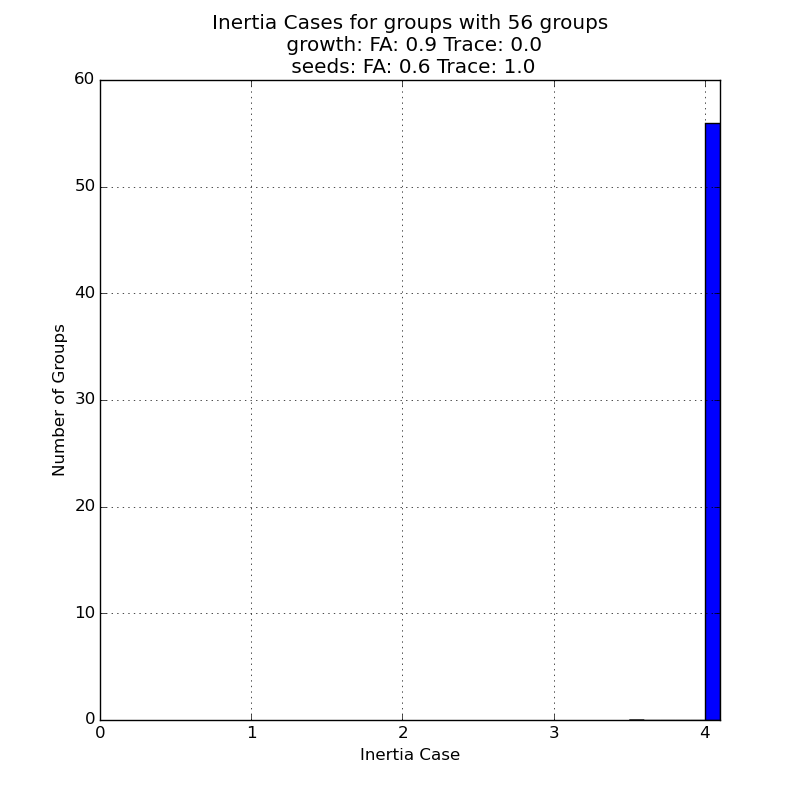 Inertia Cases for groups with 56 groups
growth: FA: 0.9 Trace: 0.0
seeds: FA: 0.6 Trace: 1.0
60
50
40
30
20
10
0
Number of Groups
0 1 2 3 4
Inertia Case